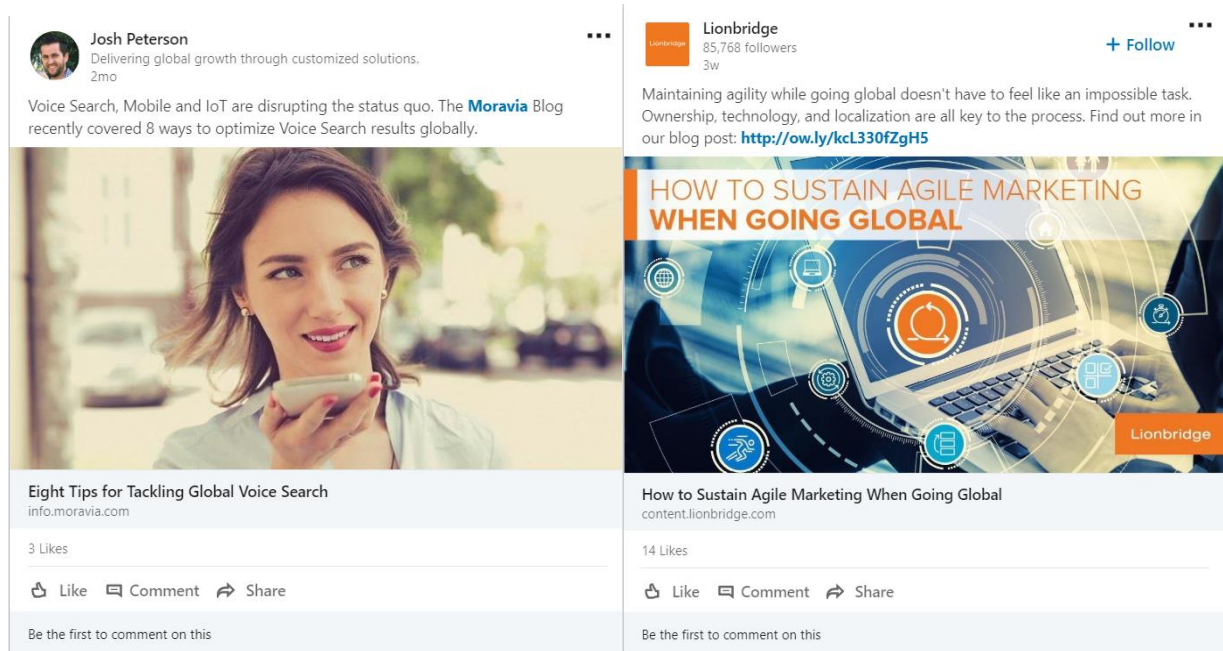 Josh Peterson
Delivering global growth through customized solutions.
2mo
Voice Search, Mobile and IoT are disrupting the status quo. The Moravia Blog
recently covered 8 ways to optimize Voice Search results globally.
Eight Tips for Tackling Global Voice Search
info.moravia.com
3 Likes
Like Comment Share
Be the first to comment on this
Lionbridge
Lionbridge
85,768 followers
3w
+ Follow
Maintaining agility while going global doesn't have to feel like an impossible task.
Ownership, technology, and localization are all key to the process. Find out more in
our blog post: http://ow.ly/kcL330fZgH5
HOW TO SUSTAIN AGILE MARKETING
WHEN GOING GLOBAL
Lionbridge
How to Sustain Agile Marketing When Going Global
content.lionbridge.com
14 Likes
Like Comment Share
Be the first to comment on this